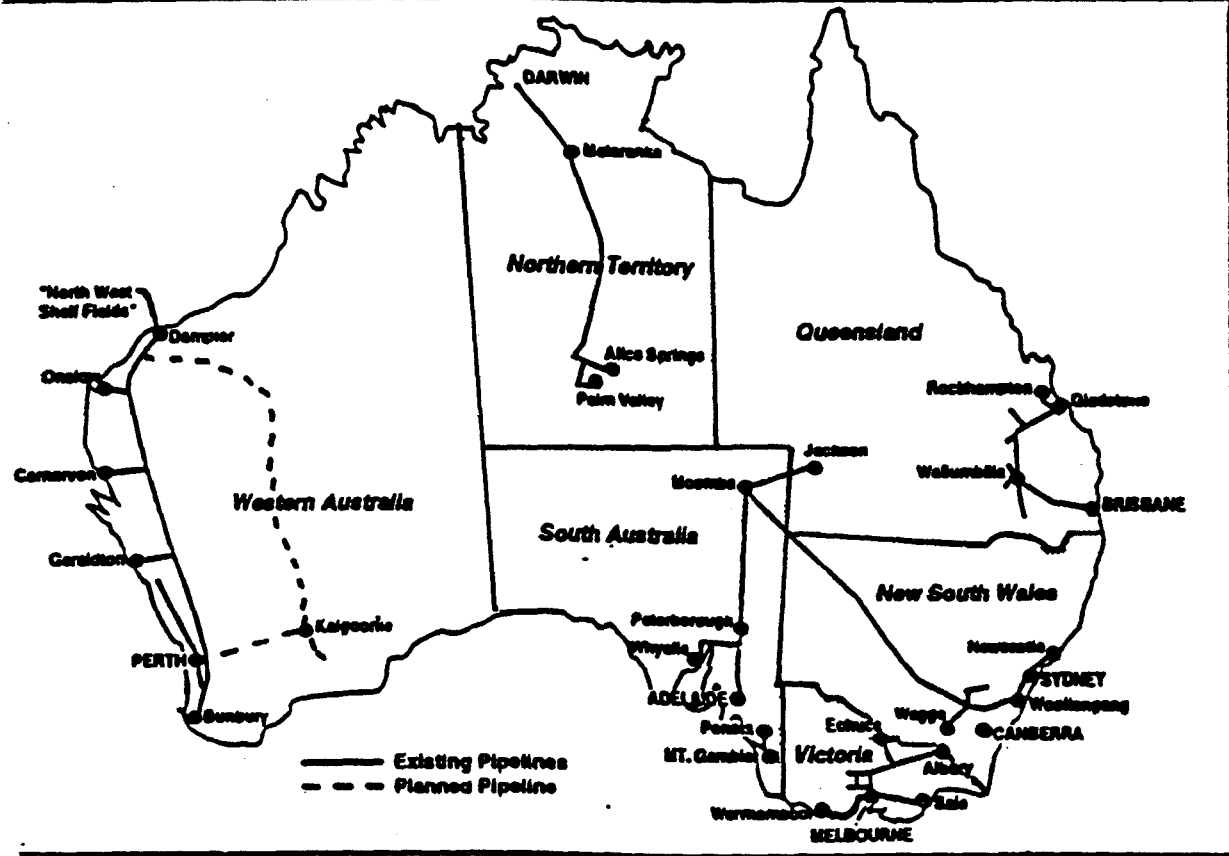 DARWIN
Mataranka
Northern Territory
"North West
Shelf Fields"
Dampier
Queensland
Alice Springs
Onslow
Palm Valley
Rockhampton
Gladstone
Jackson
Carnarvon
Moomba
Wallumbilla
Western Australia
BRISBANE
South Australia
Geraldton
New South Wales
Peterborough
Kalgoorlie
Whyalla
Newcastle
PERTH
SYDNEY
ADELAIDE
Wollongong
Bunbury
Wagga
Echuca
CANBERRA
MT. Gambier
Victoria
Existing Pipelines
Albury
Planned Pipeline
Sale
MELBOURNE